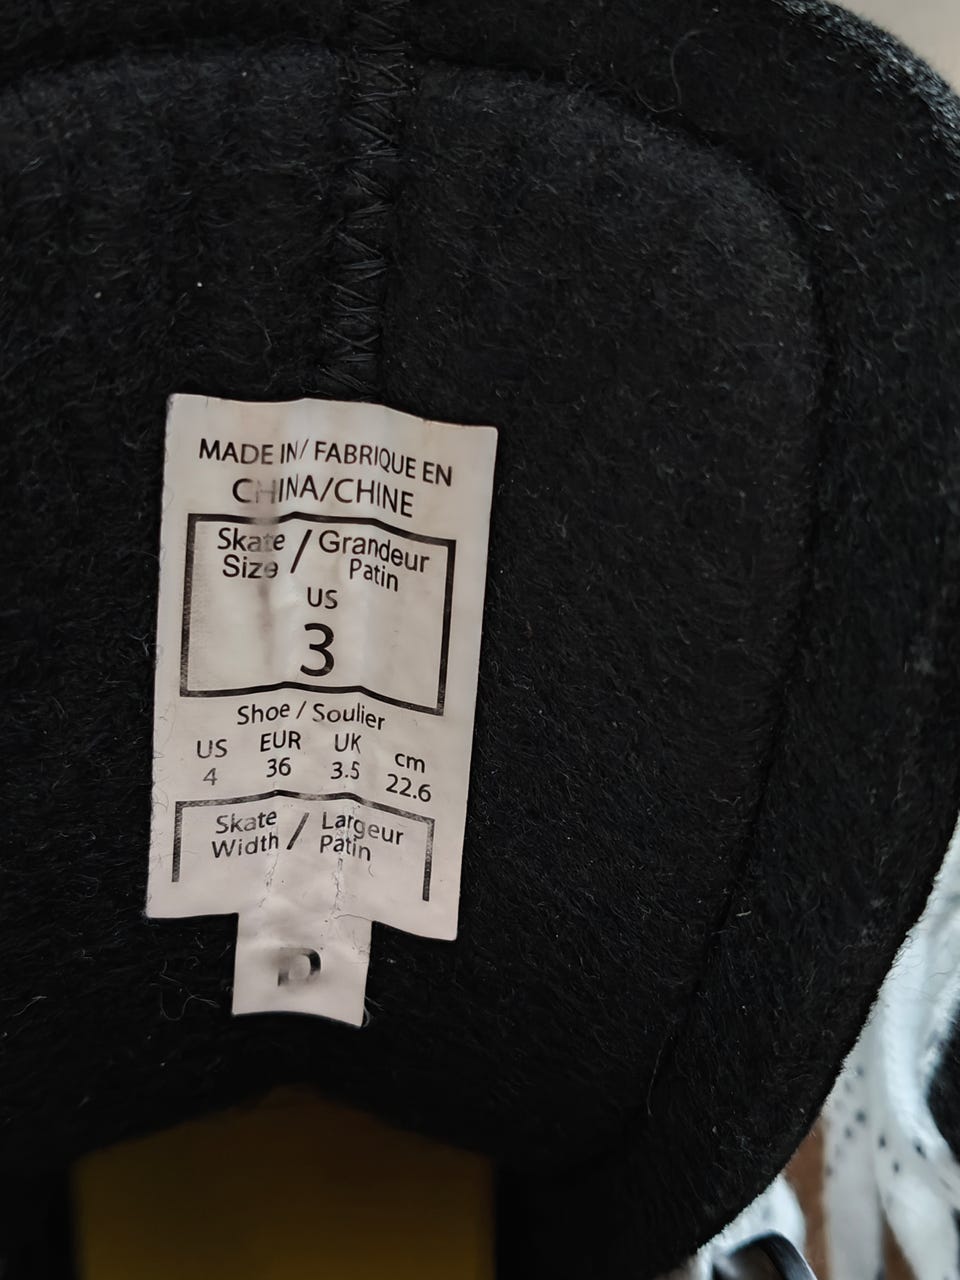 MADE IN/ FABRIQUE EN
CHINA/CHINE
Skate / Grandeur
Size Patin
US
3
Shoe / Soulier
US EUR UK cm
4 36 3.5 22.6
Skate / Largeur
Width Patin
D